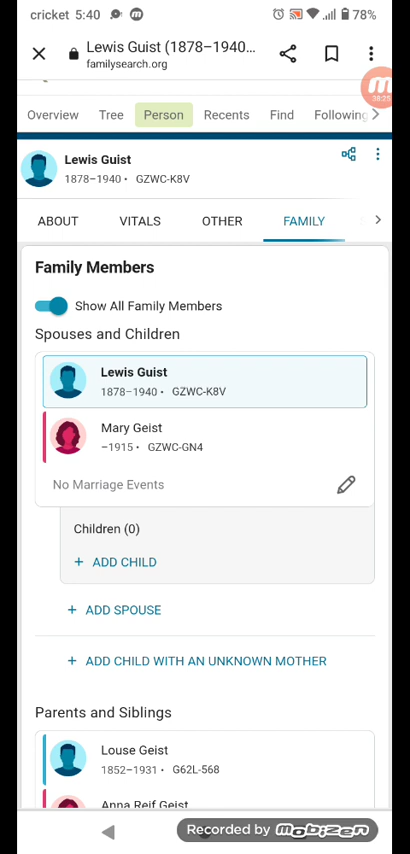 cricket 5:40
78%
Lewis Guist (1878–1940...
familysearch.org
38:25
Overview Tree Person Recents Find Following
Lewis Guist
1878–1940 • GZWC-K8V
ABOUT VITALS OTHER FAMILY
Family Members
Show All Family Members
Spouses and Children
Lewis Guist
1878–1940 • GZWC-K8V
Mary Geist
–1915 • GZWC-GN4
No Marriage Events
Children (0)
+ ADD CHILD
+ ADD SPOUSE
+ ADD CHILD WITH AN UNKNOWN MOTHER
Parents and Siblings
Louse Geist
1852–1931 • G62L-568
Anna Reif Geist
Recorded by mobizen